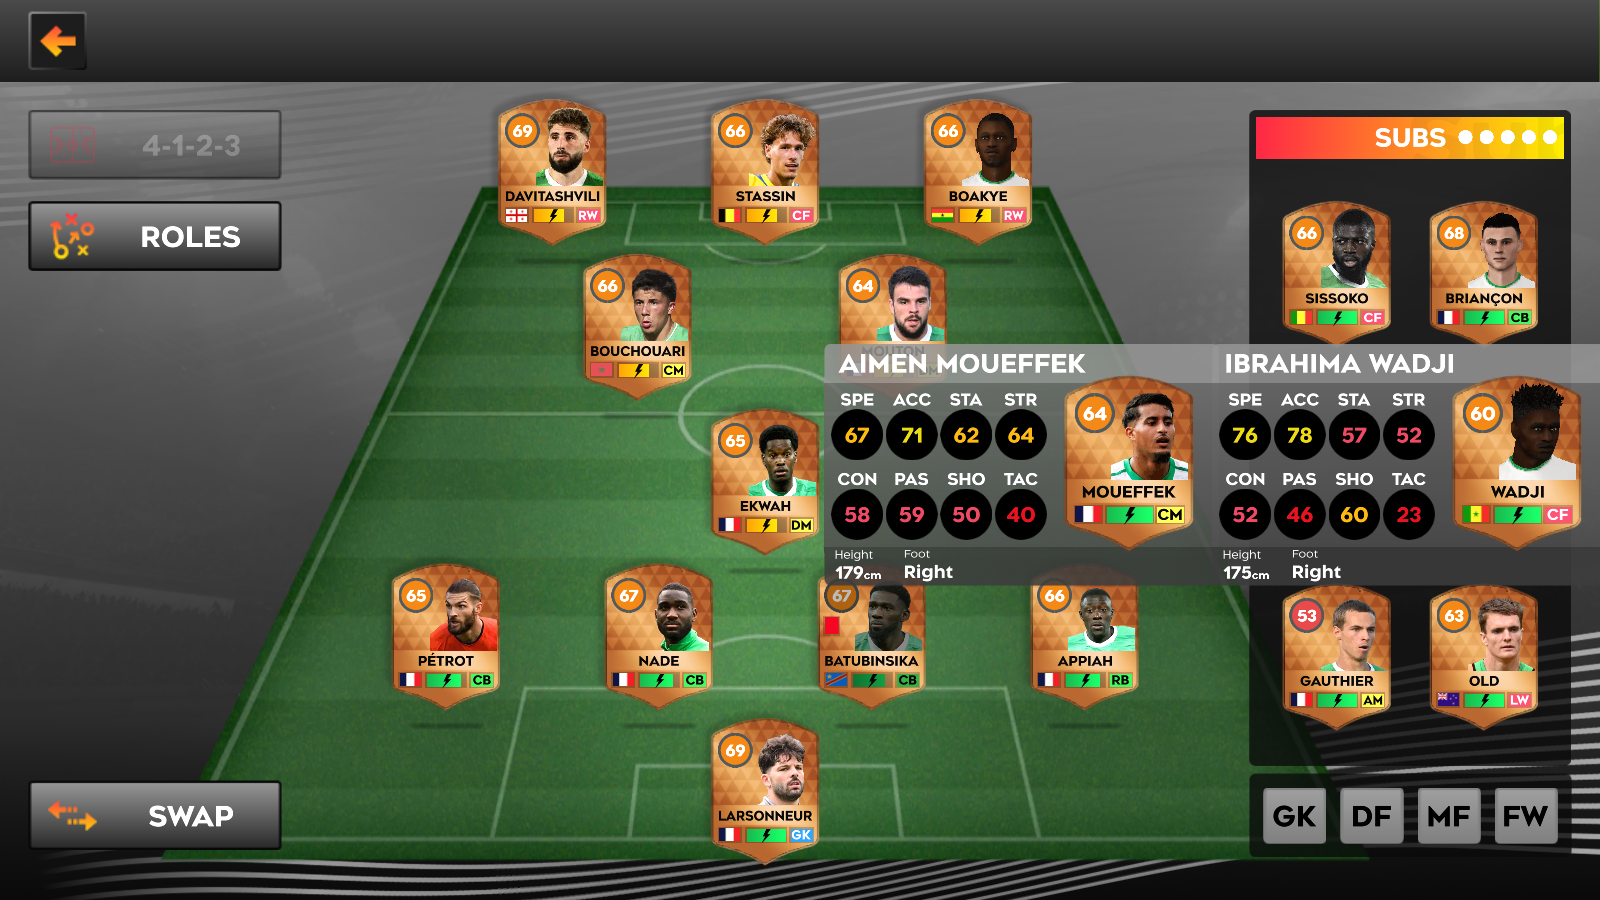 4-1-2-3
ROLES
SWAP
69
DAVITASHVILI
RW
66
STASSIN
CF
66
BOAKYE
RW
66
BOUCHOUARI
CM
64
MOUTON
65
EKWAH
DM
65
PÉTROT
CB
67
NADE
CB
67
BATUBINSIKA
CB
66
APPIAH
RB
69
LARSONNEUR
GK
SUBS
66
SISSOKO
CF
68
BRIANÇON
CB
AIMEN MOUEFFEK
SPE ACC STA STR
67 71 62 64
CON PAS SHO TAC
58 59 50 40
Height Foot
179cm Right
64
MOUEFFEK
CM
IBRAHIMA WADJI
SPE ACC STA STR
76 78 57 52
CON PAS SHO TAC
52 46 60 23
Height Foot
175cm Right
60
WADJI
CF
53
GAUTHIER
AM
63
OLD
LW
GK DF MF FW